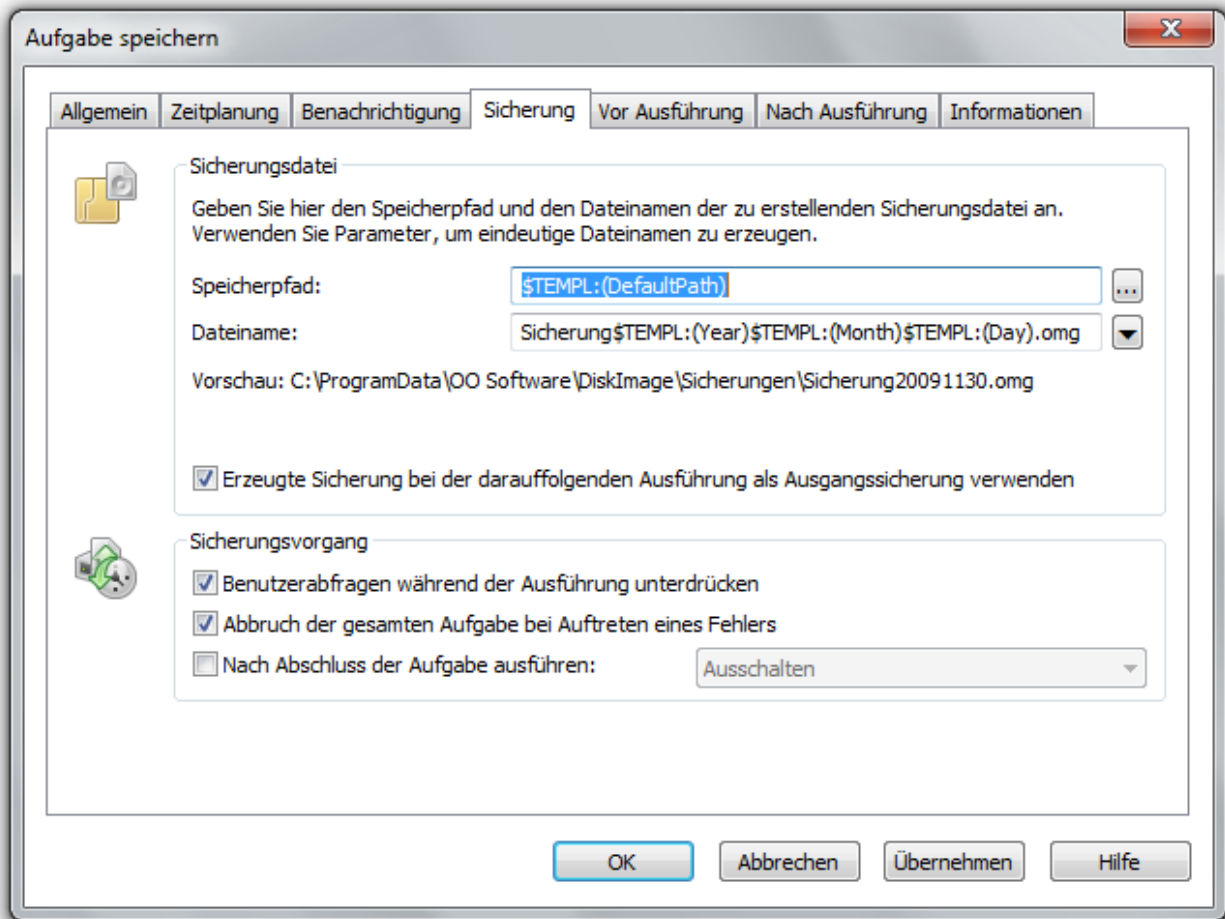 Aufgabe speichern
Allgemein Zeitplanung Benachrichtigung Sicherung Vor Ausführung Nach Ausführung Informationen
Sicherungsdatei
Geben Sie hier den Speicherpfad und den Dateinamen der zu erstellenden Sicherungsdatei an.
Verwenden Sie Parameter, um eindeutige Dateinamen zu erzeugen.
Speicherpfad: $TEMPL:(DefaultPath) ...
Dateiname: Sicherung$TEMPL:(Year)$TEMPL:(Month)$TEMPL:(Day).omg
Vorschau: C:\ProgramData\OO Software\DiskImage\Sicherungen\Sicherung20091130.omg
Erzeugte Sicherung bei der darauffolgenden Ausführung als Ausgangssicherung verwenden
Sicherungsvorgang
Benutzerabfragen während der Ausführung unterdrücken
Abbruch der gesamten Aufgabe bei Auftreten eines Fehlers
Nach Abschluss der Aufgabe ausführen: Ausschalten
OK Abbrechen Übernehmen Hilfe